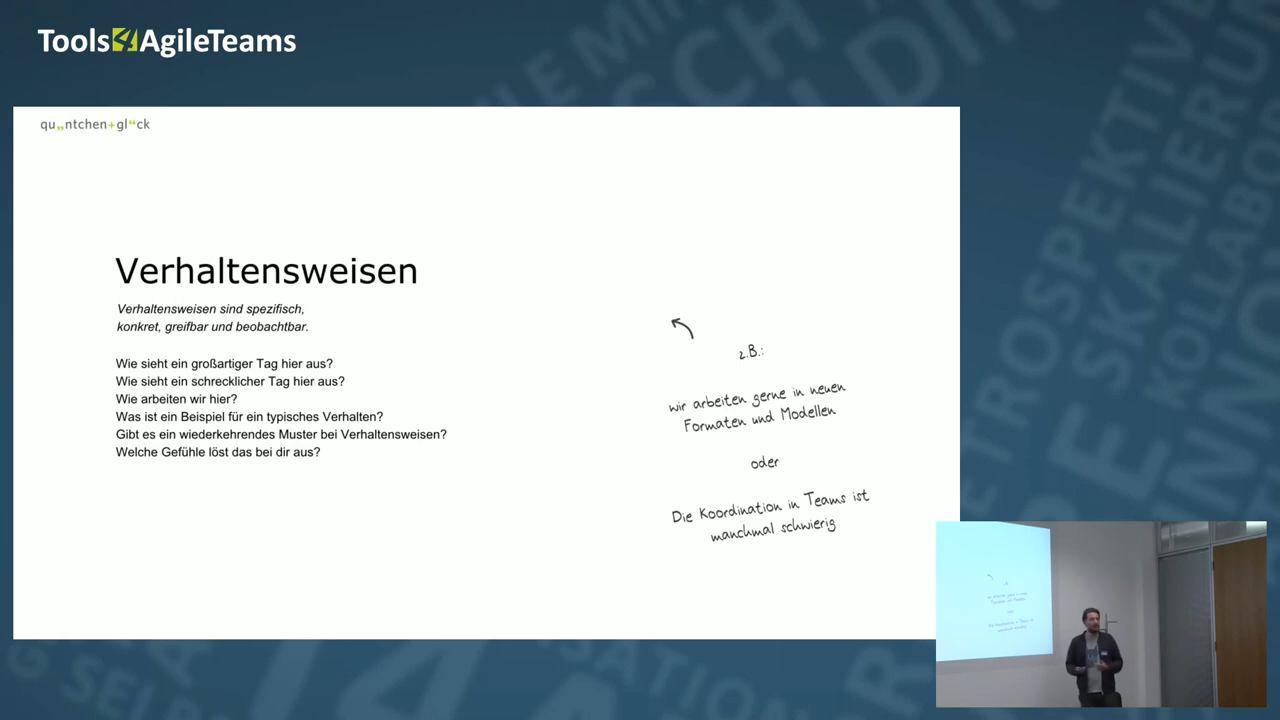 Tools4AgileTeams
qu„ntchen+gl“ck
Verhaltensweisen
Verhaltensweisen sind spezifisch,
konkret, greifbar und beobachtbar.
Wie sieht ein großartiger Tag hier aus?
Wie sieht ein schrecklicher Tag hier aus?
Wie arbeiten wir hier?
Was ist ein Beispiel für ein typisches Verhalten?
Gibt es ein wiederkehrendes Muster bei Verhaltensweisen?
Welche Gefühle löst das bei dir aus?
z.B.:
wir arbeiten gerne in neuen
Formaten und Modellen
oder
Die Koordination in Teams ist
manchmal schwierig